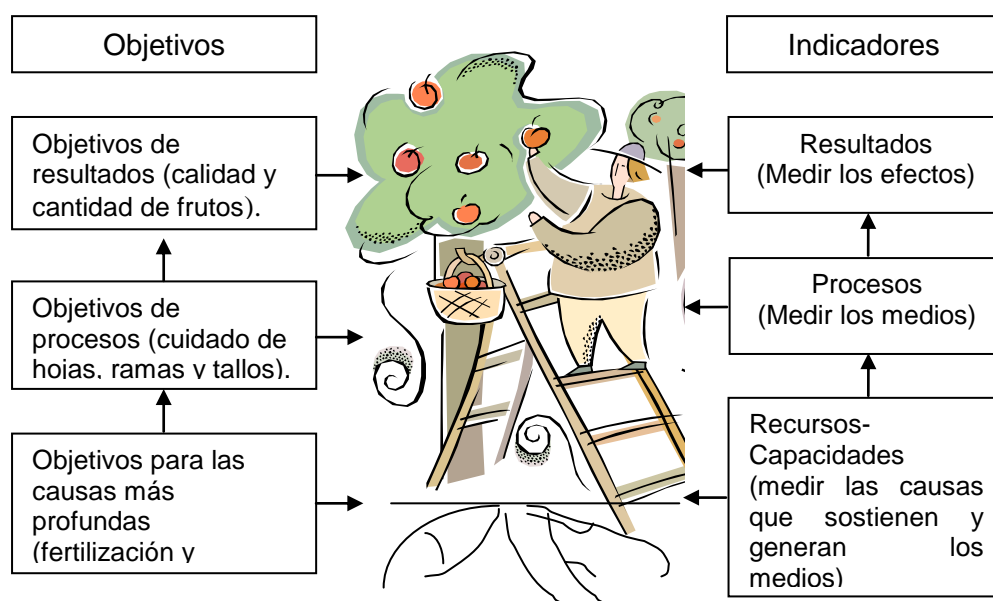 Objetivos
Objetivos de
resultados (calidad y
cantidad de frutos).
Objetivos de
procesos (cuidado de
hojas, ramas y tallos).
Objetivos para las
causas más
profundas
(fertilización y
Indicadores
Resultados
(Medir los efectos)
Procesos
(Medir los medios)
Recursos-
Capacidades
(medir las causas
que sostienen y
generan los
medios)